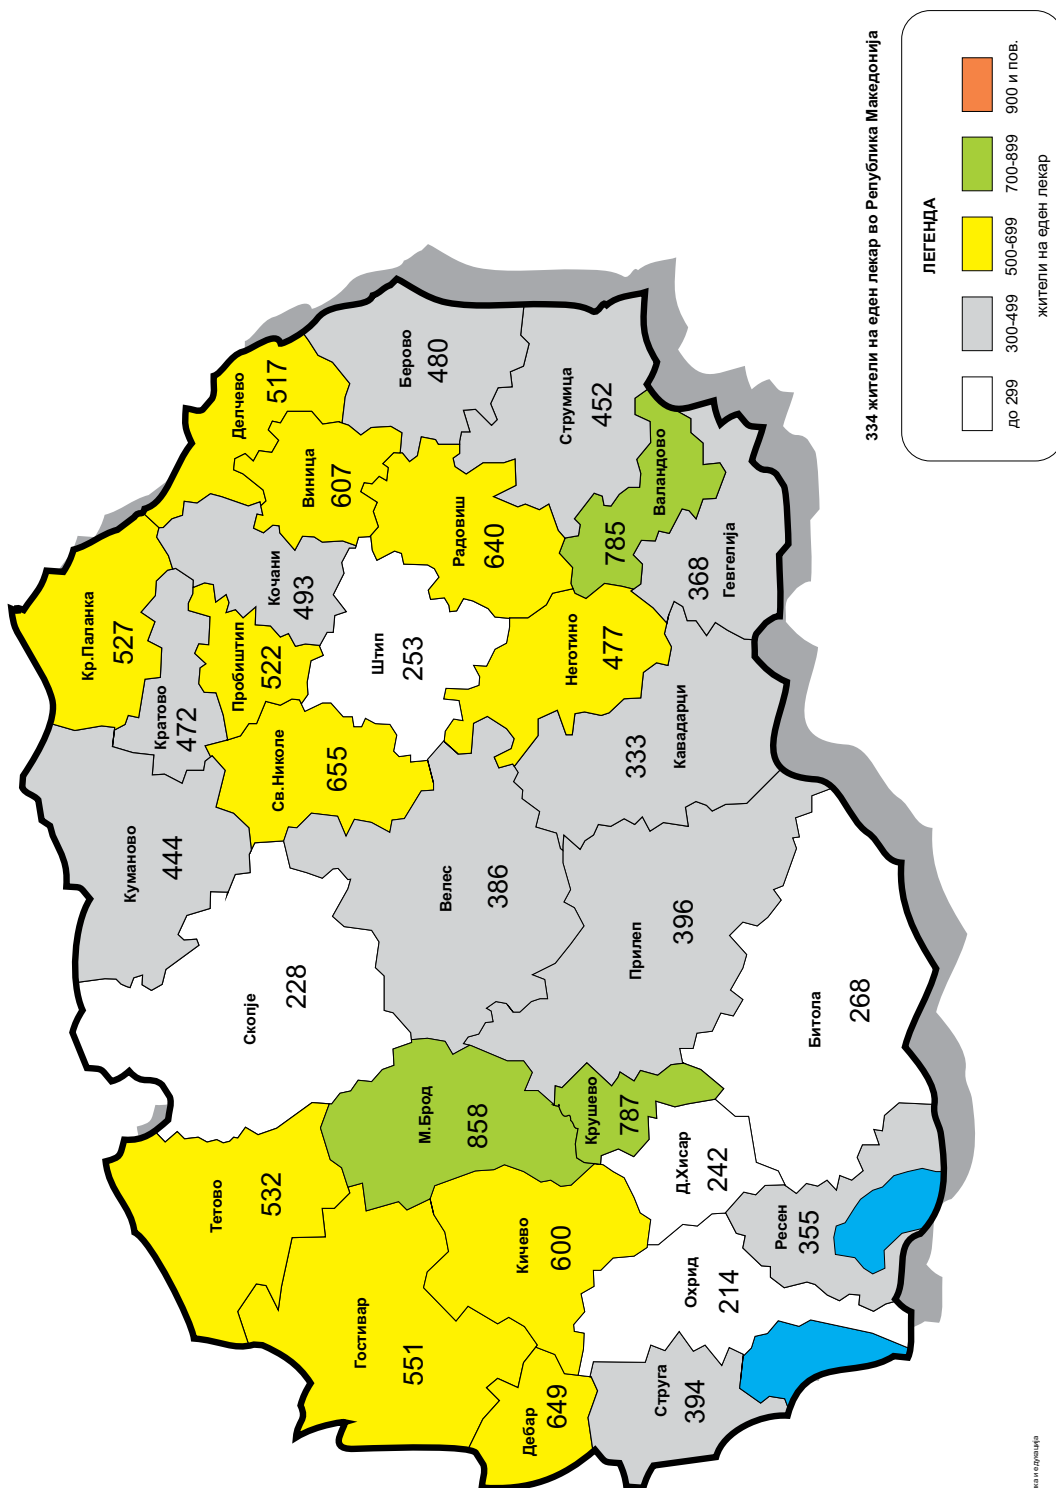 334 жители на еден лекар во Република Македонија
ЛЕГЕНДА
до 299
300-499
500-699
700-899
900 и пов.
жители на еден лекар
Кр.Паланка
527
Куманово
444
Кратово
472
Пробиштип
522
Делчево
517
Виница
607
Кочани
493
Св.Николе
655
Скопје
228
Тетово
532
Берово
480
Радовиш
640
Штип
253
Велес
386
М.Брод
858
Гостивар
551
Струмица
452
Валандово
785
Неготино
477
Кичево
600
Дебар
649
Крушево
787
Прилеп
396
Кавадарци
333
Гевгелија
368
Д.Хисар
242
Охрид
214
Струга
394
Ресен
355
Битола
268